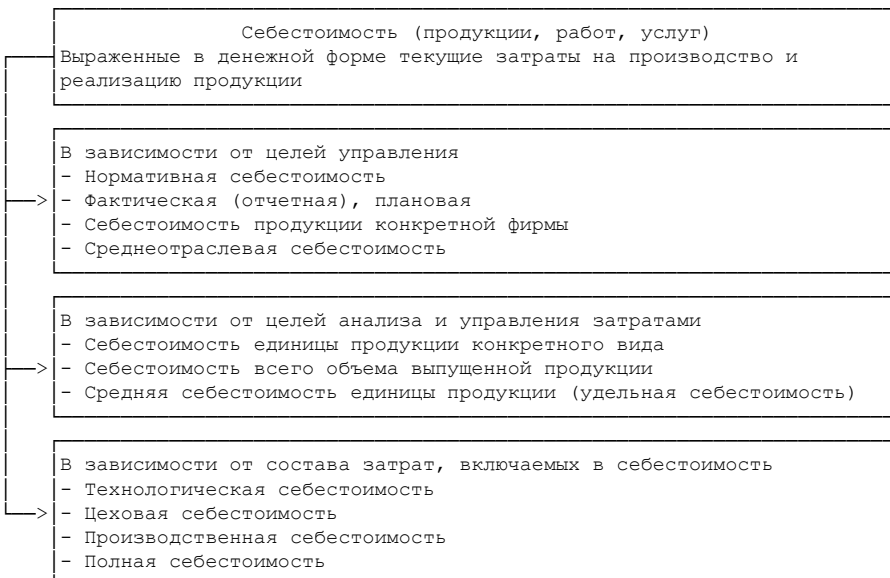 Себестоимость (продукции, работ, услуг)
Выраженные в денежной форме текущие затраты на производство и
реализацию продукции
В зависимости от целей управления
- Нормативная себестоимость
- Фактическая (отчетная), плановая
- Себестоимость продукции конкретной фирмы
- Среднеотраслевая себестоимость
В зависимости от целей анализа и управления затратами
- Себестоимость единицы продукции конкретного вида
- Себестоимость всего объема выпущенной продукции
- Средняя себестоимость единицы продукции (удельная себестоимость)
В зависимости от состава затрат, включаемых в себестоимость
- Технологическая себестоимость
- Цеховая себестоимость
- Производственная себестоимость
- Полная себестоимость